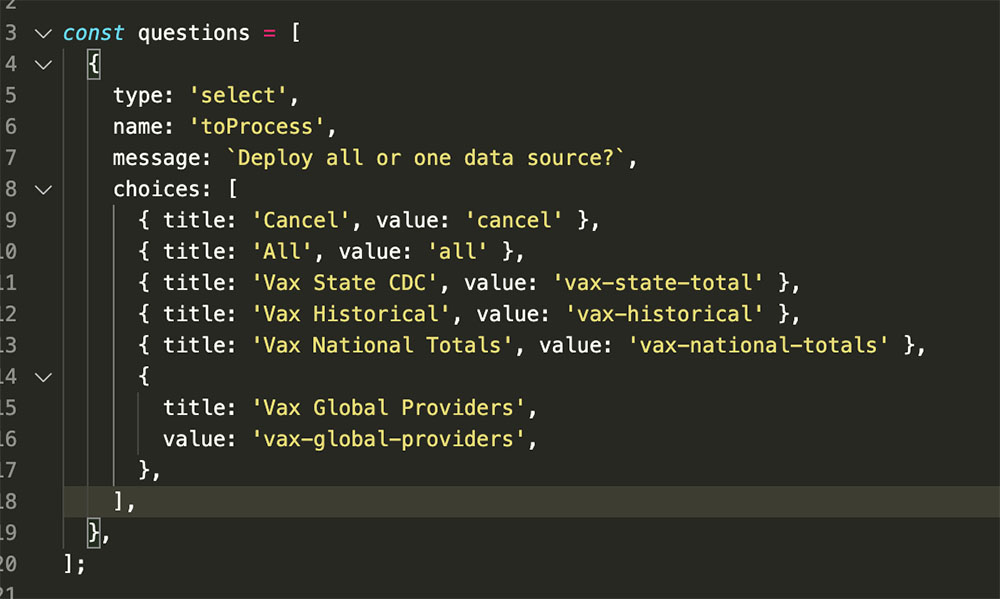 2
3 const questions = [
4 {
5 type: 'select',
6 name: 'toProcess',
7 message: `Deploy all or one data source?`,
8 choices: [
9 { title: 'Cancel', value: 'cancel' },
10 { title: 'All', value: 'all' },
11 { title: 'Vax State CDC', value: 'vax-state-total' },
12 { title: 'Vax Historical', value: 'vax-historical' },
13 { title: 'Vax National Totals', value: 'vax-national-totals' },
14 {
15 title: 'Vax Global Providers',
16 value: 'vax-global-providers',
17 },
18 ],
19 },
20 ];
21